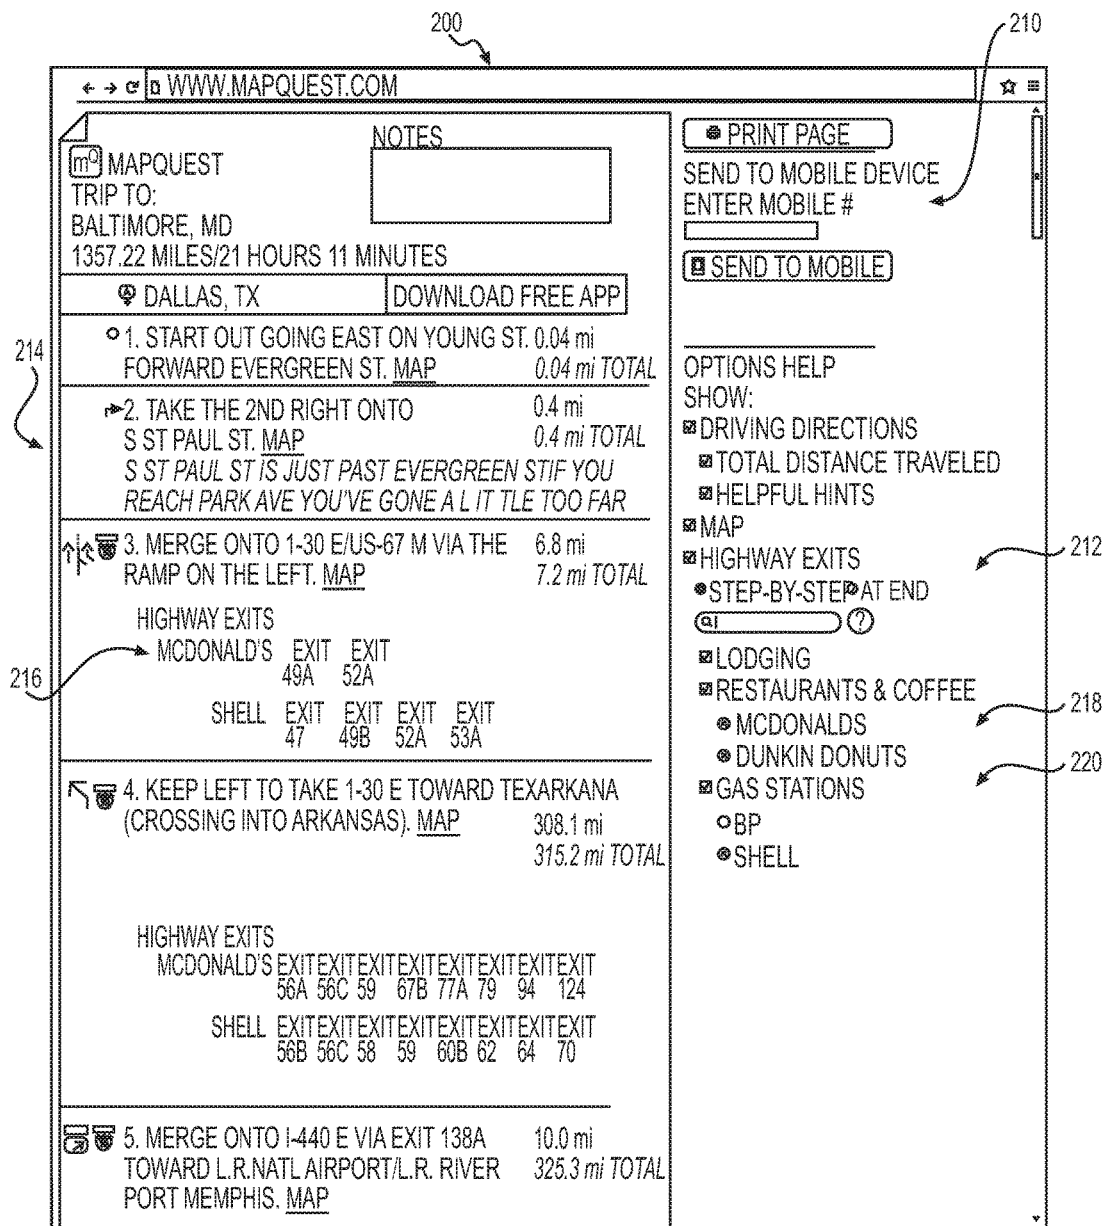 200
210
WWW.MAPQUEST.COM
NOTES
mQ MAPQUEST
TRIP TO:
BALTIMORE, MD
1357.22 MILES/21 HOURS 11 MINUTES
DALLAS, TX
DOWNLOAD FREE APP
214
1. START OUT GOING EAST ON YOUNG ST. 0.04 mi
FORWARD EVERGREEN ST. MAP 0.04 mi TOTAL
2. TAKE THE 2ND RIGHT ONTO 0.4 mi
S ST PAUL ST. MAP 0.4 mi TOTAL
S ST PAUL ST IS JUST PAST EVERGREEN STIF YOU
REACH PARK AVE YOU'VE GONE A L IT TLE TOO FAR
3. MERGE ONTO 1-30 E/US-67 M VIA THE 6.8 mi
RAMP ON THE LEFT. MAP 7.2 mi TOTAL
HIGHWAY EXITS
216
MCDONALD'S EXIT EXIT
49A 52A
SHELL EXIT EXIT EXIT EXIT
47 49B 52A 53A
4. KEEP LEFT TO TAKE 1-30 E TOWARD TEXARKANA
(CROSSING INTO ARKANSAS). MAP 308.1 mi
315.2 mi TOTAL
HIGHWAY EXITS
MCDONALD'S EXIT EXIT EXIT EXIT EXIT EXIT EXIT EXIT
56A 56C 59 67B 77A 79 94 124
SHELL EXIT EXIT EXIT EXIT EXIT EXIT EXIT EXIT
56B 56C 58 59 60B 62 64 70
5. MERGE ONTO I-440 E VIA EXIT 138A 10.0 mi
TOWARD L.R.NATL AIRPORT/L.R. RIVER 325.3 mi TOTAL
PORT MEMPHIS. MAP
PRINT PAGE
SEND TO MOBILE DEVICE
ENTER MOBILE #
SEND TO MOBILE
OPTIONS HELP
SHOW:
DRIVING DIRECTIONS
TOTAL DISTANCE TRAVELED
HELPFUL HINTS
MAP
HIGHWAY EXITS
212
STEP-BY-STEP AT END
?
LODGING
RESTAURANTS & COFFEE
218
MCDONALDS
DUNKIN DONUTS
220
GAS STATIONS
BP
SHELL